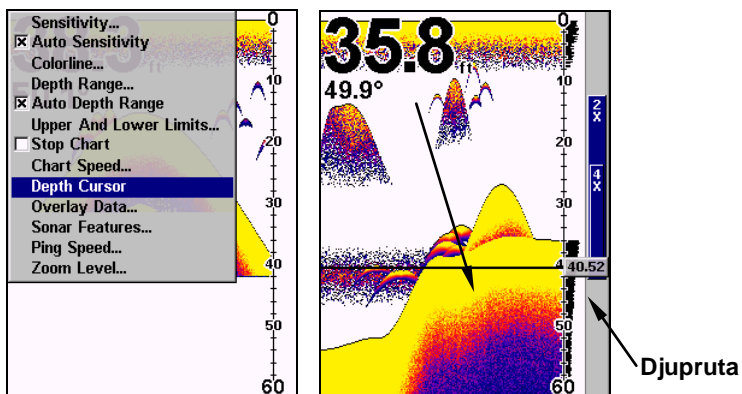 Sensitivity...
Auto Sensitivity
Colorline...
Depth Range...
Auto Depth Range
Upper And Lower Limits...
Stop Chart
Chart Speed...
Depth Cursor
Overlay Data...
Sonar Features...
Ping Speed...
Zoom Level...
ft
0
10
20
30
40
50
60
35.8 ft
49.9°
0
10
20
30
40.52
50
60
2X
4X
Djupruta